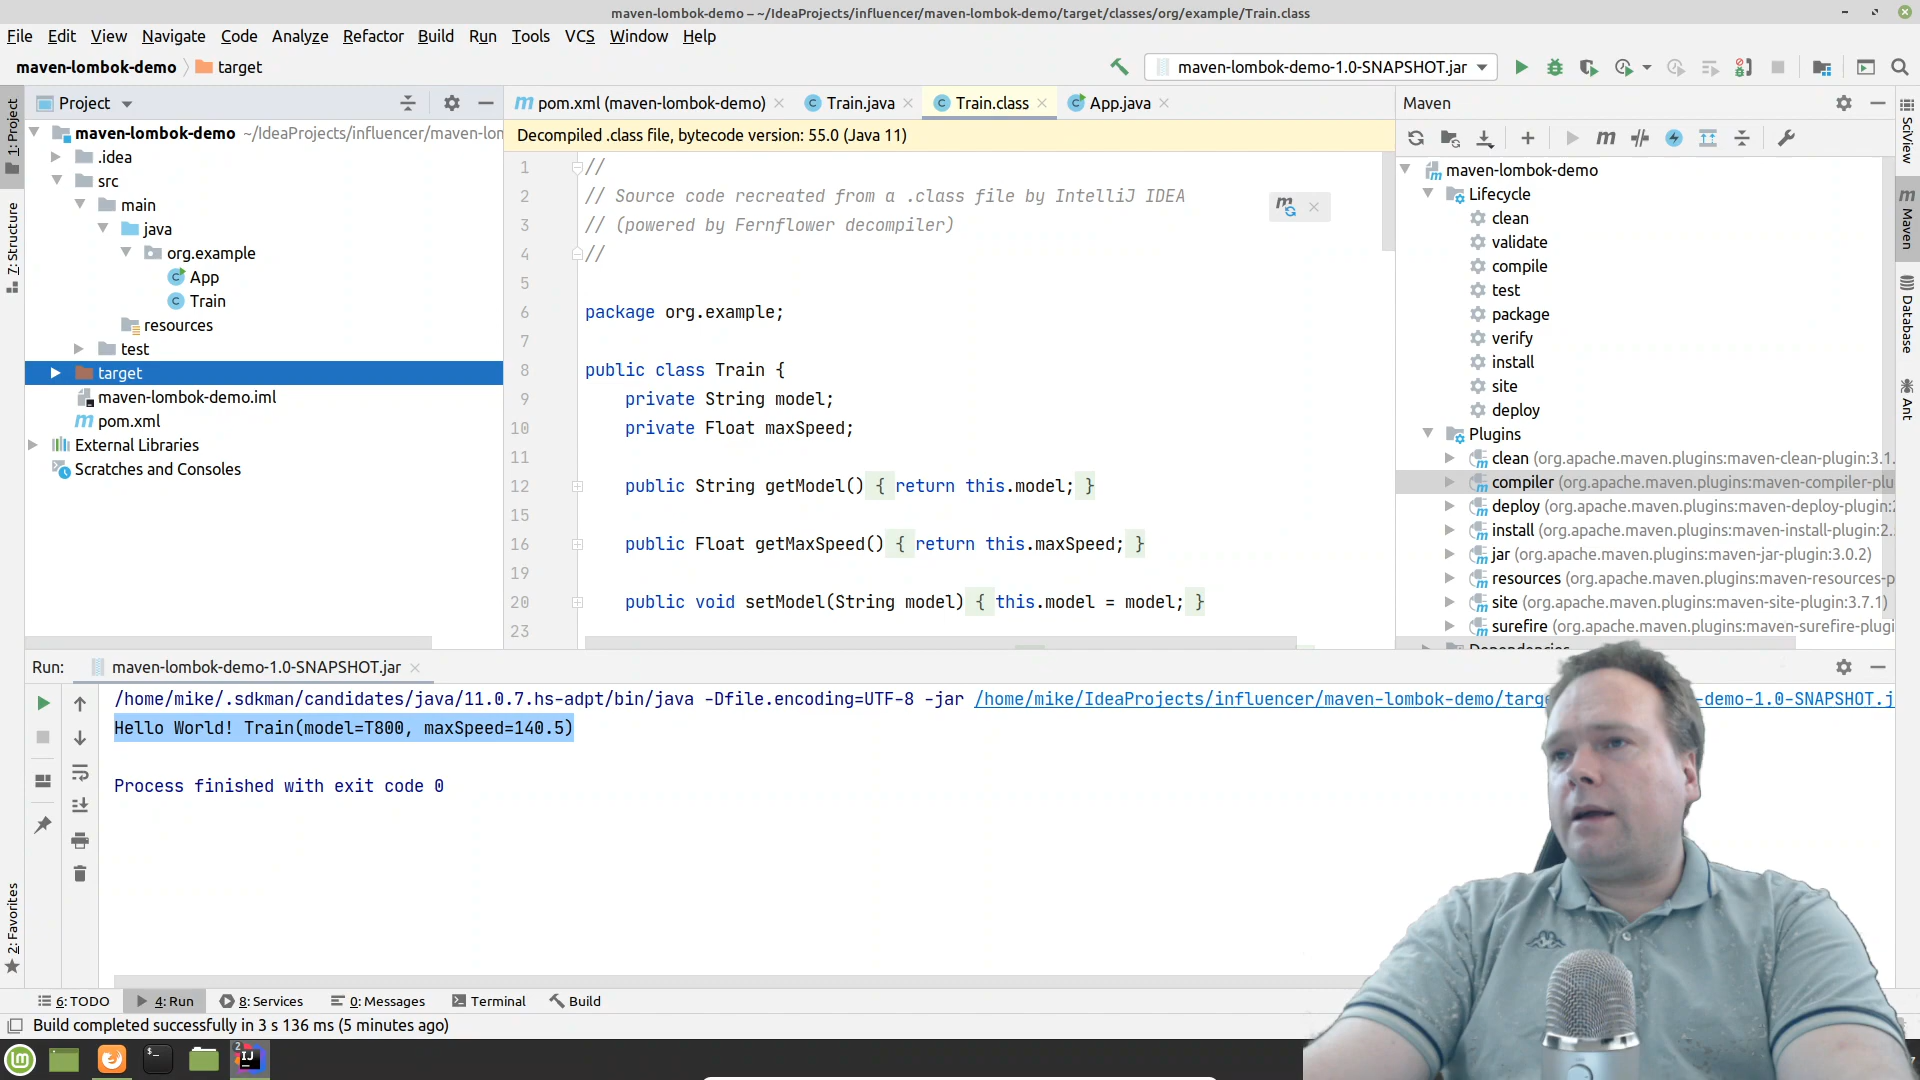 maven-lombok-demo – ~/IdeaProjects/influencer/maven-lombok-demo/target/classes/org/example/Train.class
File Edit View Navigate Code Analyze Refactor Build Run Tools VCS Window Help
maven-lombok-demo target
maven-lombok-demo-1.0-SNAPSHOT.jar
1: Project
7: Structure
2: Favorites
Project
maven-lombok-demo ~/IdeaProjects/influencer/maven-lon
.idea
src
main
java
org.example
App
Train
resources
test
target
maven-lombok-demo.iml
pom.xml
External Libraries
Scratches and Consoles
pom.xml (maven-lombok-demo) Train.java Train.class App.java
Decompiled .class file, bytecode version: 55.0 (Java 11)
1 //
2 // Source code recreated from a .class file by IntelliJ IDEA
3 // (powered by Fernflower decompiler)
4 //
5
6 package org.example;
7
8 public class Train {
9 private String model;
10 private Float maxSpeed;
11
12 public String getModel() { return this.model; }
15
16 public Float getMaxSpeed() { return this.maxSpeed; }
19
20 public void setModel(String model) { this.model = model; }
23
Maven
maven-lombok-demo
Lifecycle
clean
validate
compile
test
package
verify
install
site
deploy
Plugins
clean (org.apache.maven.plugins:maven-clean-plugin:3.1.
compiler (org.apache.maven.plugins:maven-compiler-plu
deploy (org.apache.maven.plugins:maven-deploy-plugin:2
install (org.apache.maven.plugins:maven-install-plugin:2.
jar (org.apache.maven.plugins:maven-jar-plugin:3.0.2)
resources (org.apache.maven.plugins:maven-resources-p
site (org.apache.maven.plugins:maven-site-plugin:3.7.1)
surefire (org.apache.maven.plugins:maven-surefire-plugi
Dependencies
SciView
Maven
Database
Ant
Run: maven-lombok-demo-1.0-SNAPSHOT.jar
/home/mike/.sdkman/candidates/java/11.0.7.hs-adpt/bin/java -Dfile.encoding=UTF-8 -jar /home/mike/IdeaProjects/influencer/maven-lombok-demo/targ -demo-1.0-SNAPSHOT.j
Hello World! Train(model=T800, maxSpeed=140.5)
Process finished with exit code 0
6: TODO 4: Run 8: Services 0: Messages Terminal Build
Build completed successfully in 3 s 136 ms (5 minutes ago)
2
IJ